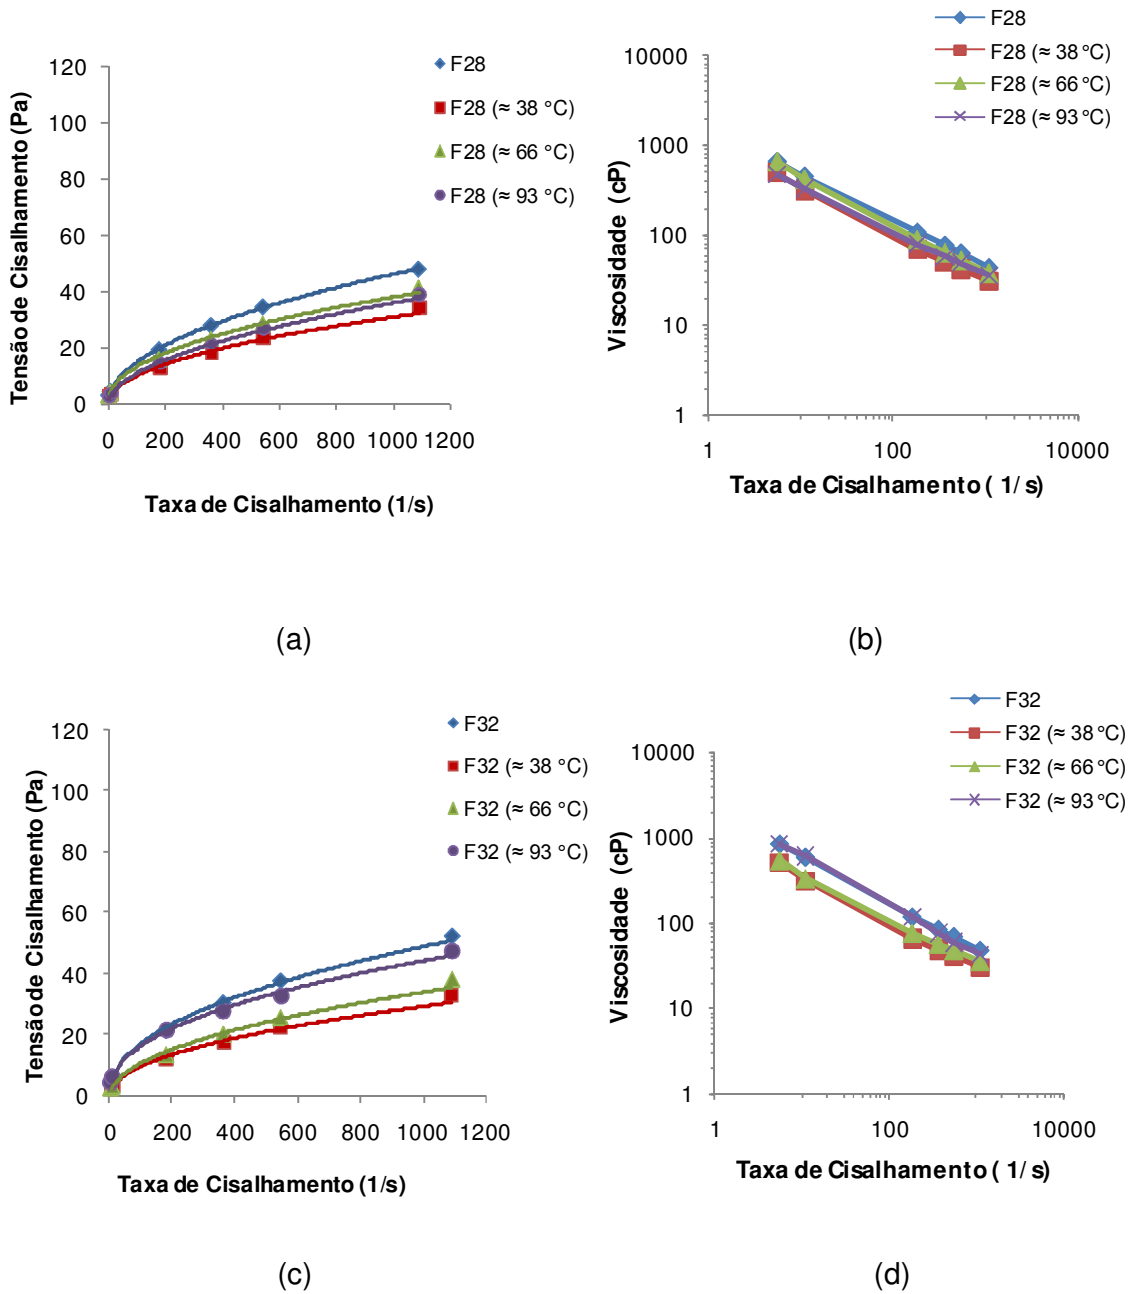 F28
F28 (≈ 38 °C)
F28 (≈ 66 °C)
F28 (≈ 93 °C)
120
100
80
60
40
20
0
0 200 400 600 800 1000 1200
Tensão de Cisalhamento (Pa)
Taxa de Cisalhamento (1/s)
(a)
F28
F28 (≈ 38 °C)
F28 (≈ 66 °C)
F28 (≈ 93 °C)
10000
1000
100
10
1
1 100 10000
Viscosidade (cP)
Taxa de Cisalhamento ( 1/ s)
(b)
F32
F32 (≈ 38 °C)
F32 (≈ 66 °C)
F32 (≈ 93 °C)
120
100
80
60
40
20
0
0 200 400 600 800 1000 1200
Tensão de Cisalhamento (Pa)
Taxa de Cisalhamento (1/s)
(c)
F32
F32 (≈ 38 °C)
F32 (≈ 66 °C)
F32 (≈ 93 °C)
10000
1000
100
10
1
1 100 10000
Viscosidade (cP)
Taxa de Cisalhamento ( 1/ s)
(d)